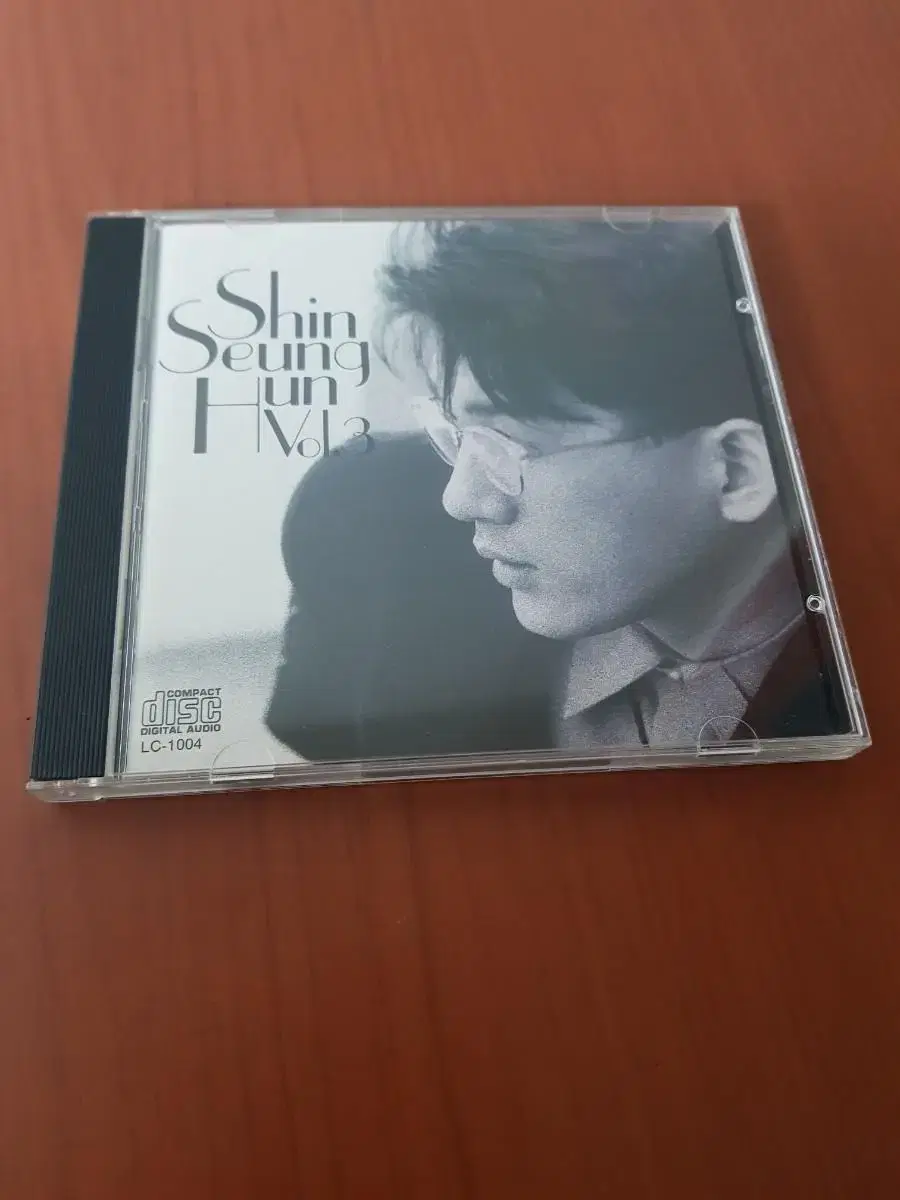 Shin
Seung
Hun
Vol.3
COMPACT
disc
DIGITAL AUDIO
LC-1004